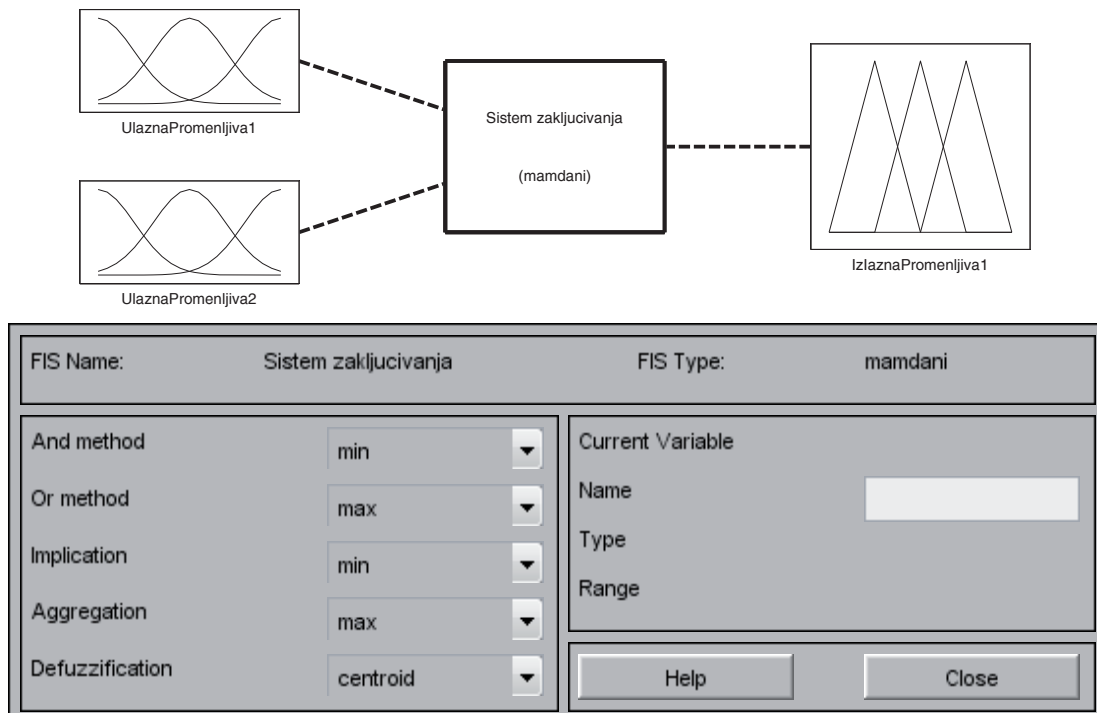 UlaznaPromenljiva1
Sistem zakljucivanja
(mamdani)
UlaznaPromenljiva2
IzlaznaPromenljiva1
FIS Name: Sistem zakljucivanja FIS Type: mamdani
And method min
Or method max
Implication min
Aggregation max
Defuzzification centroid
Current Variable
Name
Type
Range
Help Close